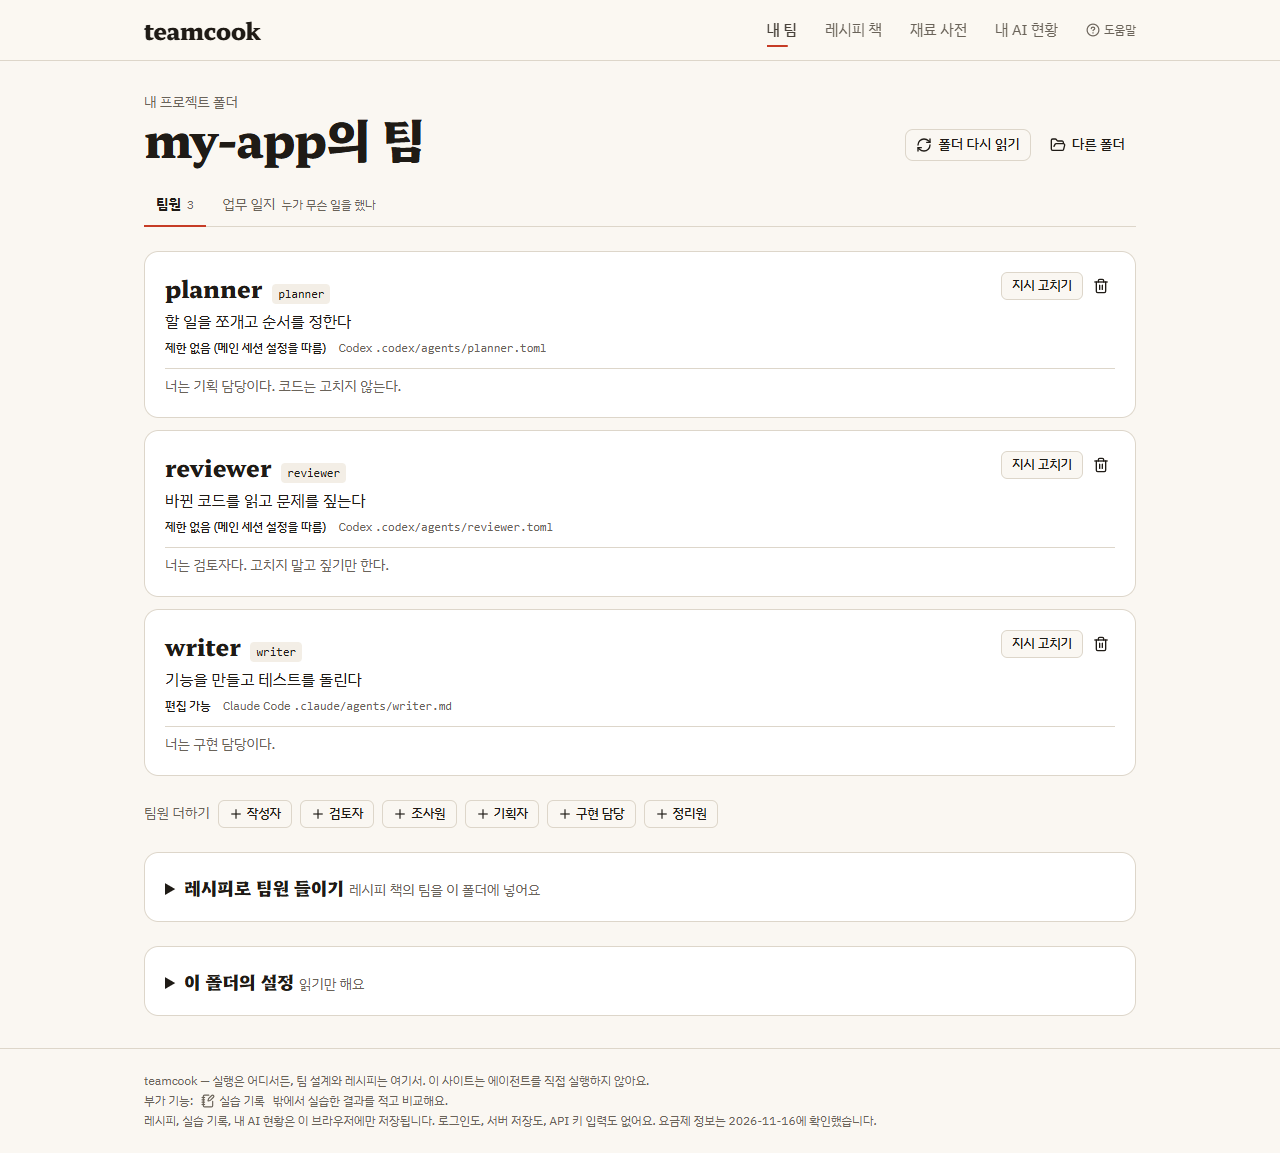 teamcook
내 팀 레시피 책 재료 사전 내 AI 현황 도움말
내 프로젝트 폴더
my-app의 팀
폴더 다시 읽기 다른 폴더
팀원 3 업무 일지 누가 무슨 일을 했나
planner planner
지시 고치기
할 일을 쪼개고 순서를 정한다
제한 없음 (메인 세션 설정을 따름) Codex .codex/agents/planner.toml
너는 기획 담당이다. 코드는 고치지 않는다.
reviewer reviewer
지시 고치기
바뀐 코드를 읽고 문제를 짚는다
제한 없음 (메인 세션 설정을 따름) Codex .codex/agents/reviewer.toml
너는 검토자다. 고치지 말고 짚기만 한다.
writer writer
지시 고치기
기능을 만들고 테스트를 돌린다
편집 가능 Claude Code .claude/agents/writer.md
너는 구현 담당이다.
팀원 더하기 + 작성자 + 검토자 + 조사원 + 기획자 + 구현 담당 + 정리원
레시피로 팀원 들이기 레시피 책의 팀을 이 폴더에 넣어요
이 폴더의 설정 읽기만 해요
teamcook — 실행은 어디서든, 팀 설계와 레시피는 여기서. 이 사이트는 에이전트를 직접 실행하지 않아요.
부가 기능: 실습 기록 밖에서 실습한 결과를 적고 비교해요.
레시피, 실습 기록, 내 AI 현황은 이 브라우저에만 저장됩니다. 로그인도, 서버 저장도, API 키 입력도 없어요. 요금제 정보는 2026-11-16에 확인했습니다.